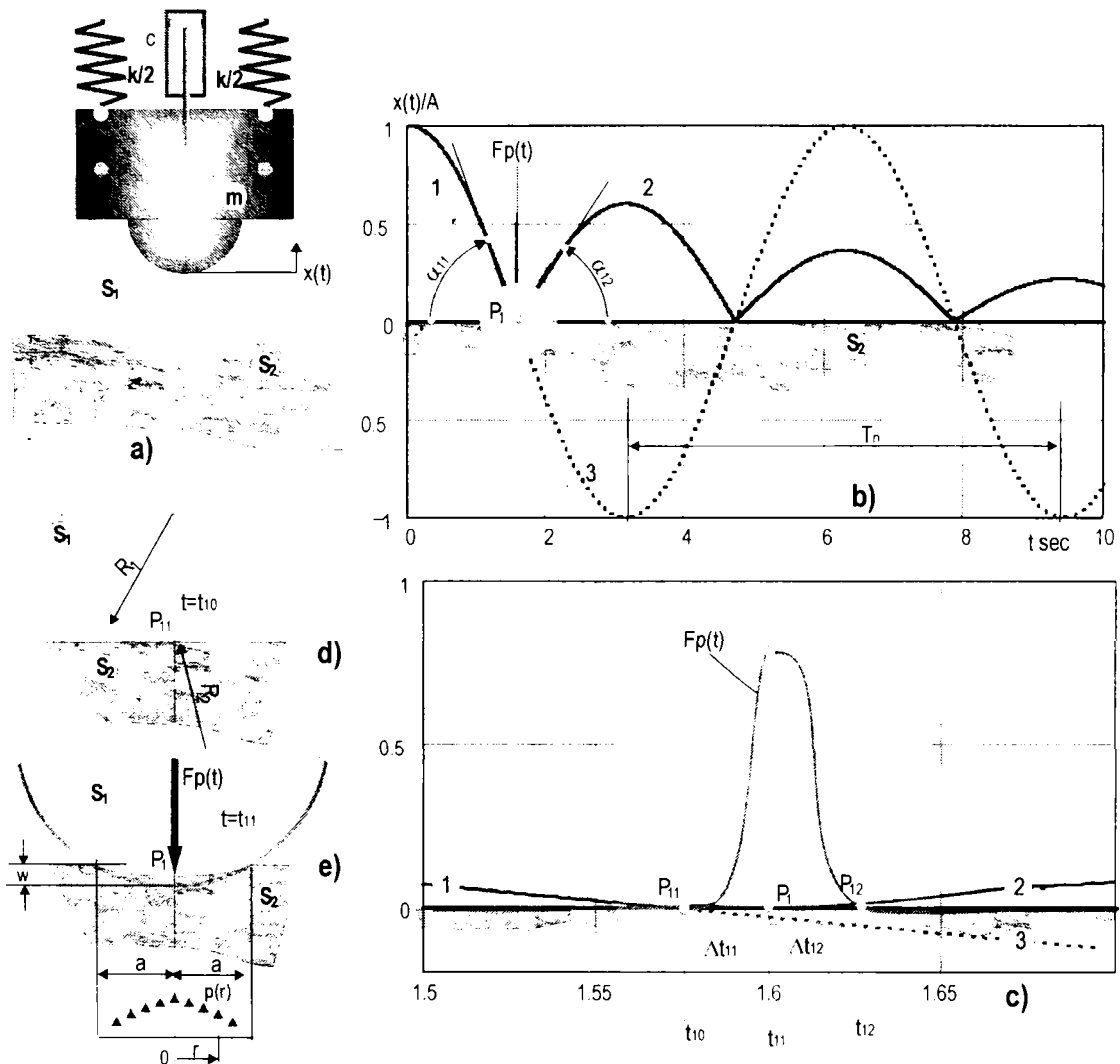 c
k/2 k/2
m
x(t)
S1
S2
a)
x(t)/A
1
0.5
0
0.5
−1
Fp(t)
1
2
α11
α12
P1
S2
3
Tn
b)
0 2 4 6 8 10
t sec
S1
R1
t=t10
P11
S2
R2
d)
Fp(t)
S1
t=t11
P1
w
S2
e)
a a
p(r)
0 r
1
0.5
0
Fp(t)
1
P11
P1
P12
2
3
Δt11
Δt12
1.5 1.55 1.6 1.65
c)
t10 t11 t12